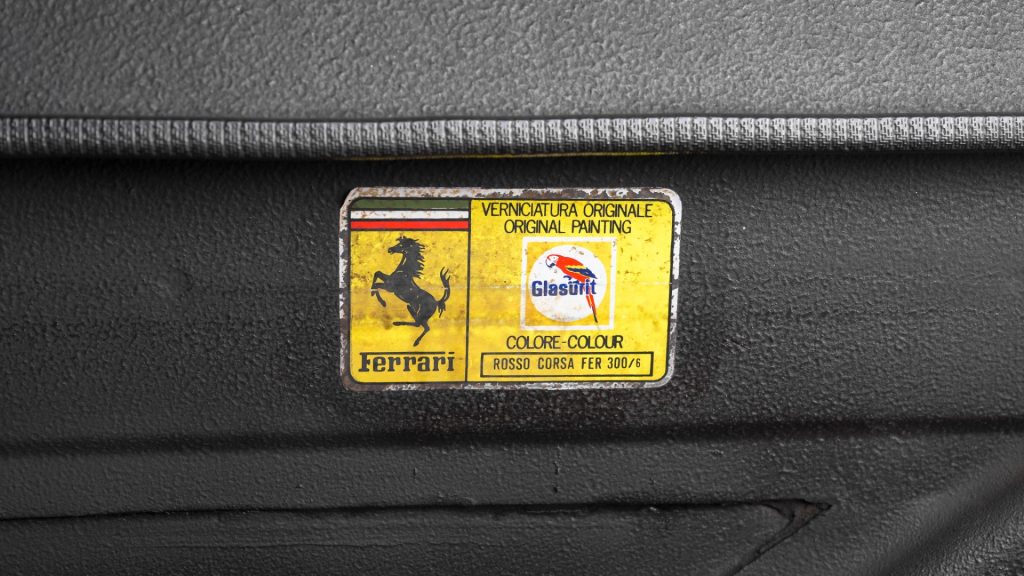 VERNICIATURA ORIGINALE
ORIGINAL PAINTING
Glasurit
COLORE-COLOUR
ROSSO CORSA FER 300/6
Ferrari